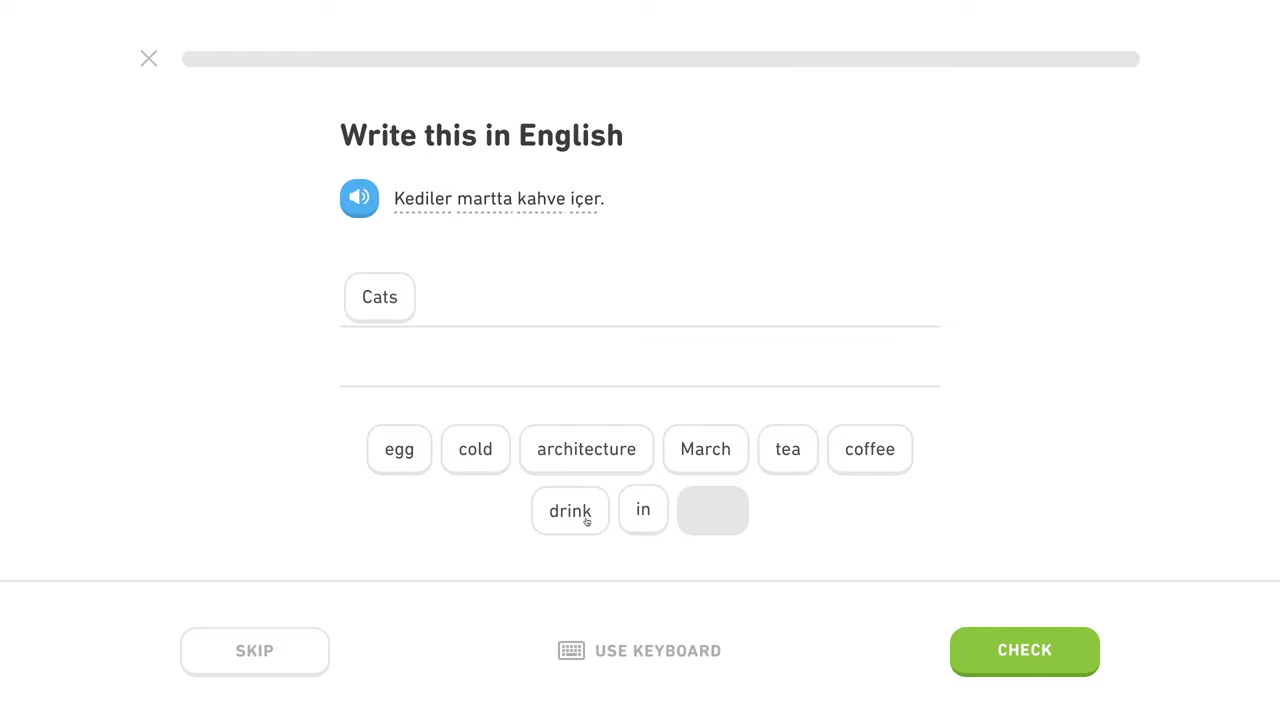 Write this in English
Kediler martta kahve içer.
Cats
egg cold architecture March tea coffee
drink in
SKIP USE KEYBOARD CHECK